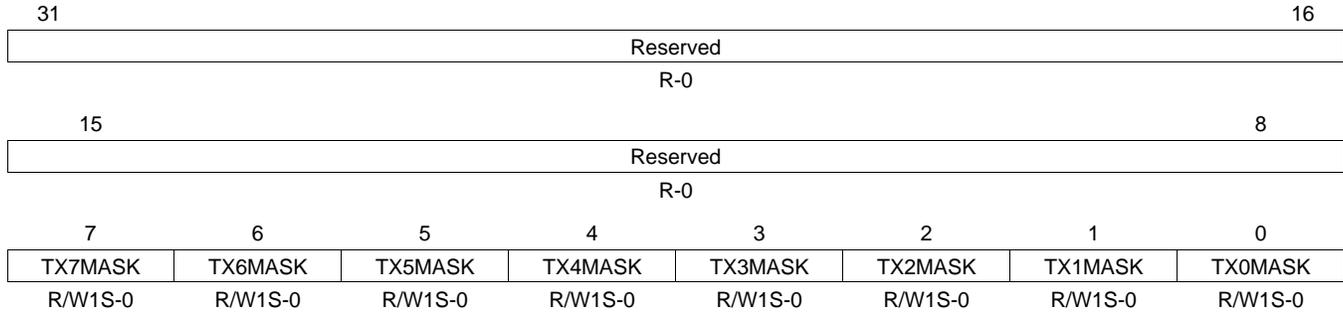 31 16
Reserved
R-0
15 8
Reserved
R-0
7 6 5 4 3 2 1 0
TX7MASK TX6MASK TX5MASK TX4MASK TX3MASK TX2MASK TX1MASK TX0MASK
R/W1S-0 R/W1S-0 R/W1S-0 R/W1S-0 R/W1S-0 R/W1S-0 R/W1S-0 R/W1S-0